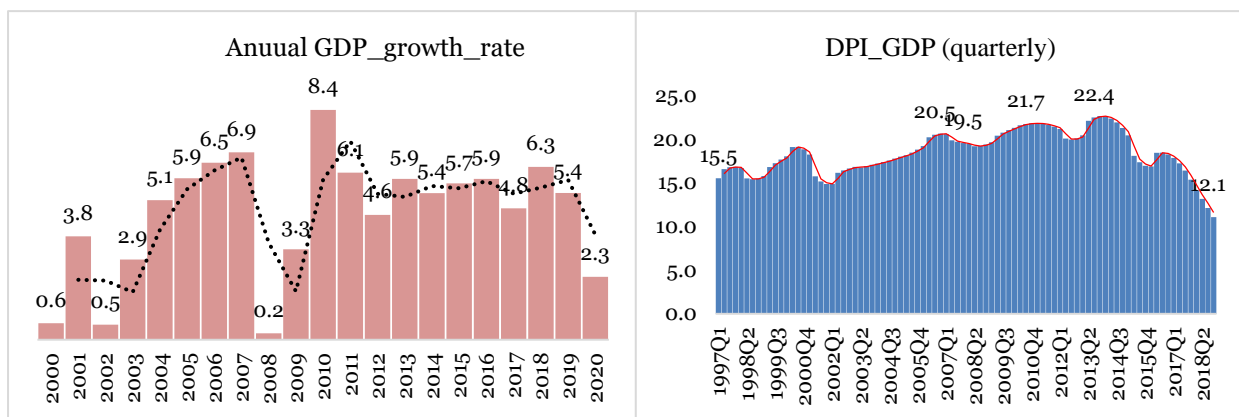 Anuual GDP_growth_rate
0.6
3.8
0.5
2.9
5.1
5.9
6.5
6.9
0.2
3.3
8.4
6.1
4.6
5.9
5.4
5.7
5.9
4.8
6.3
5.4
2.3
2000
2001
2002
2003
2004
2005
2006
2007
2008
2009
2010
2011
2012
2013
2014
2015
2016
2017
2018
2019
2020
DPI_GDP (quarterly)
25.0
20.0
15.0
10.0
5.0
0.0
15.5
20.5
19.5
21.7
22.4
12.1
1997Q1
1998Q2
1999Q3
2000Q4
2002Q1
2003Q2
2004Q3
2005Q4
2007Q1
2008Q2
2009Q3
2010Q4
2012Q1
2013Q2
2014Q3
2015Q4
2017Q1
2018Q2